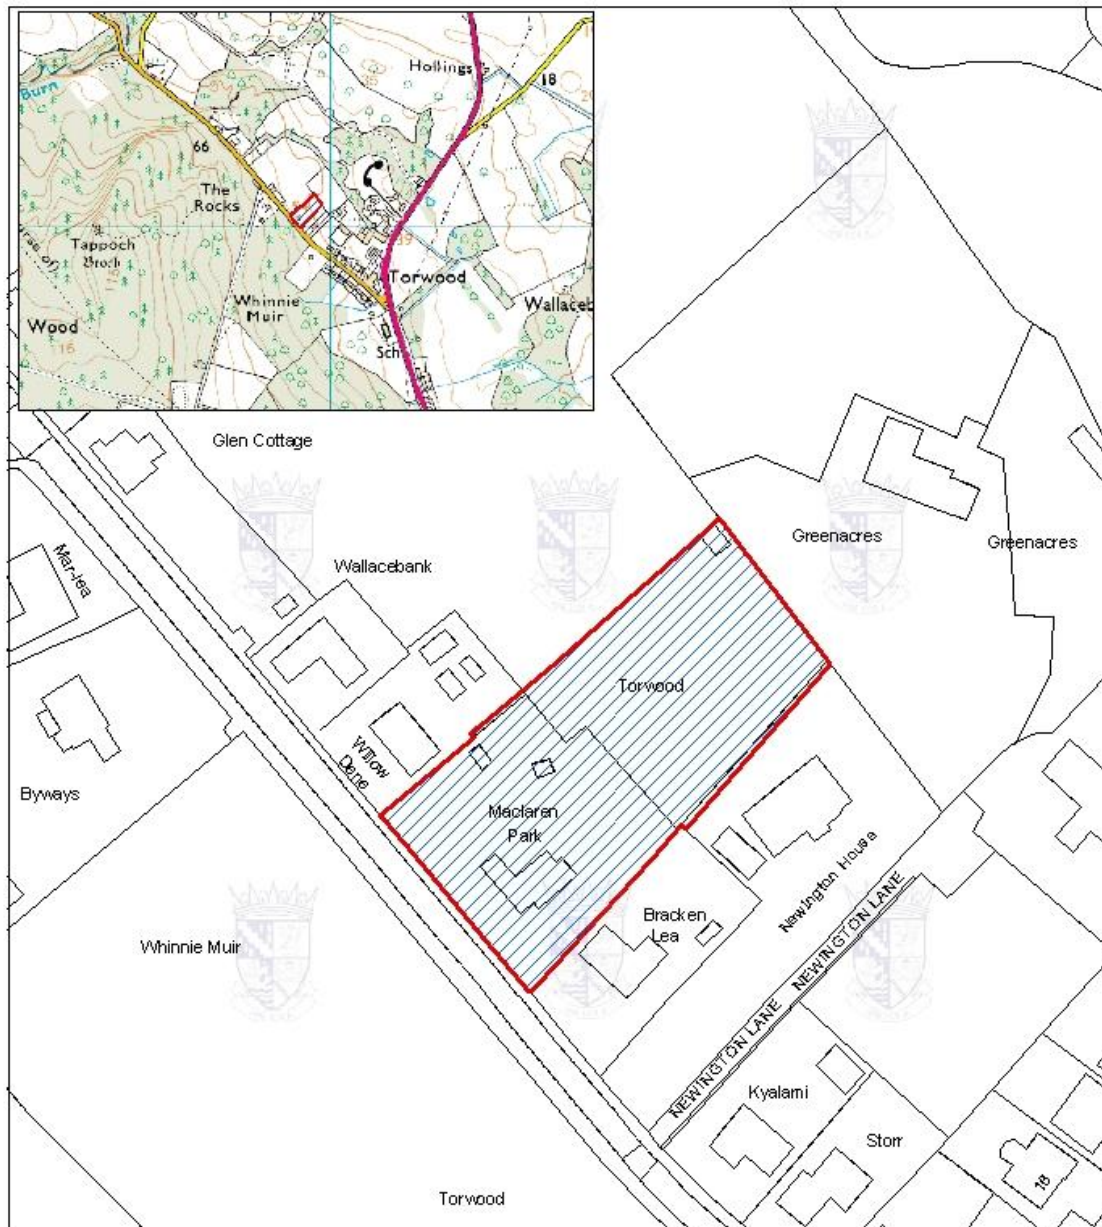 Hollings
18
Burn
66
The
Rocks
Tappoch
Broch
Torwood
Whinnie
Muir
Wallaceb
Wood
16
Sch
39
Glen Cottage
Mar-lea
Wallacebank
Greenacres
Greenacres
Torwood
Willow
Dene
Byways
Maclaren
Park
Newington House
Bracken
Lea
Whinnie Muir
NEWINGTON LANE
NEWINGTON LANE
Kyalami
Storr
18
Torwood